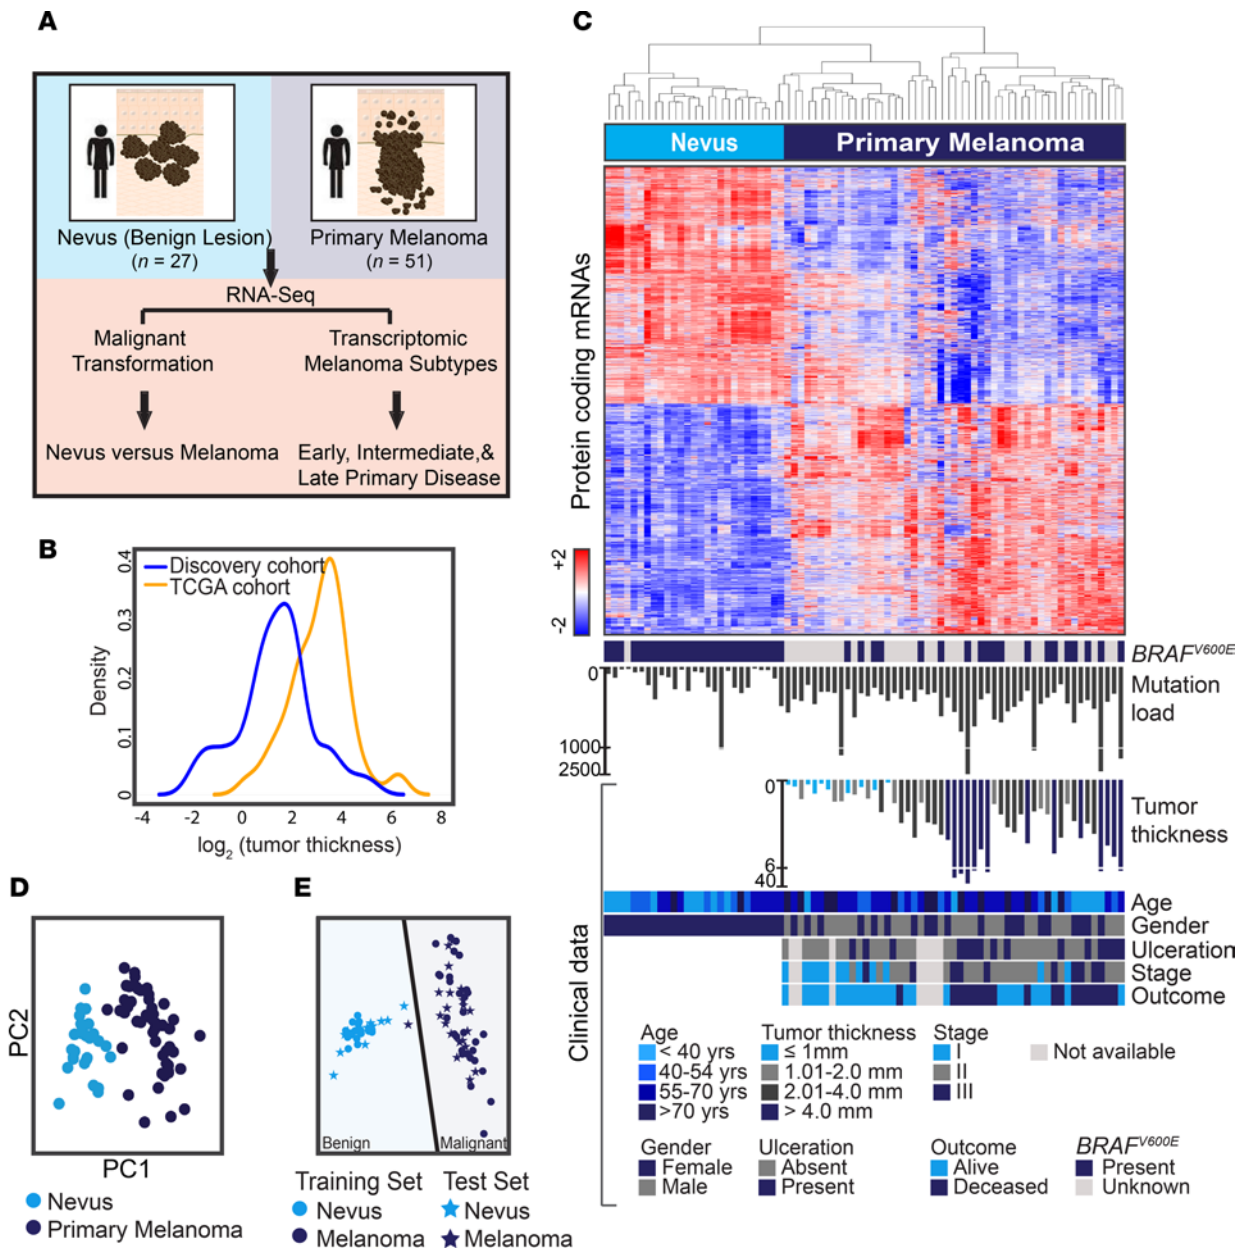 A
Nevus (Benign Lesion)
(n = 27)
Primary Melanoma
(n = 51)
RNA-Seq
Malignant
Transformation
Transcriptomic
Melanoma Subtypes
Nevus versus Melanoma
Early, Intermediate,&
Late Primary Disease
B
Discovery cohort
TCGA cohort
Density
0
0.1
0.2
0.3
0.4
-4
-2
0
2
4
6
8
log2 (tumor thickness)
C
Nevus
Primary Melanoma
Protein coding mRNAs
+2
-2
BRAFV600E
0
1000
2500
Mutation
load
0
6
40
Tumor
thickness
Clinical data
Age
Gender
Ulceration
Stage
Outcome
Age
< 40 yrs
40-54 yrs
55-70 yrs
>70 yrs
Tumor thickness
≤ 1mm
1.01-2.0 mm
2.01-4.0 mm
> 4.0 mm
Stage
I
II
III
Not available
Gender
Female
Male
Ulceration
Absent
Present
Outcome
Alive
Deceased
BRAFV600E
Present
Unknown
D
PC2
PC1
Nevus
Primary Melanoma
E
Benign
Malignant
Training Set
Nevus
Melanoma
Test Set
Nevus
Melanoma